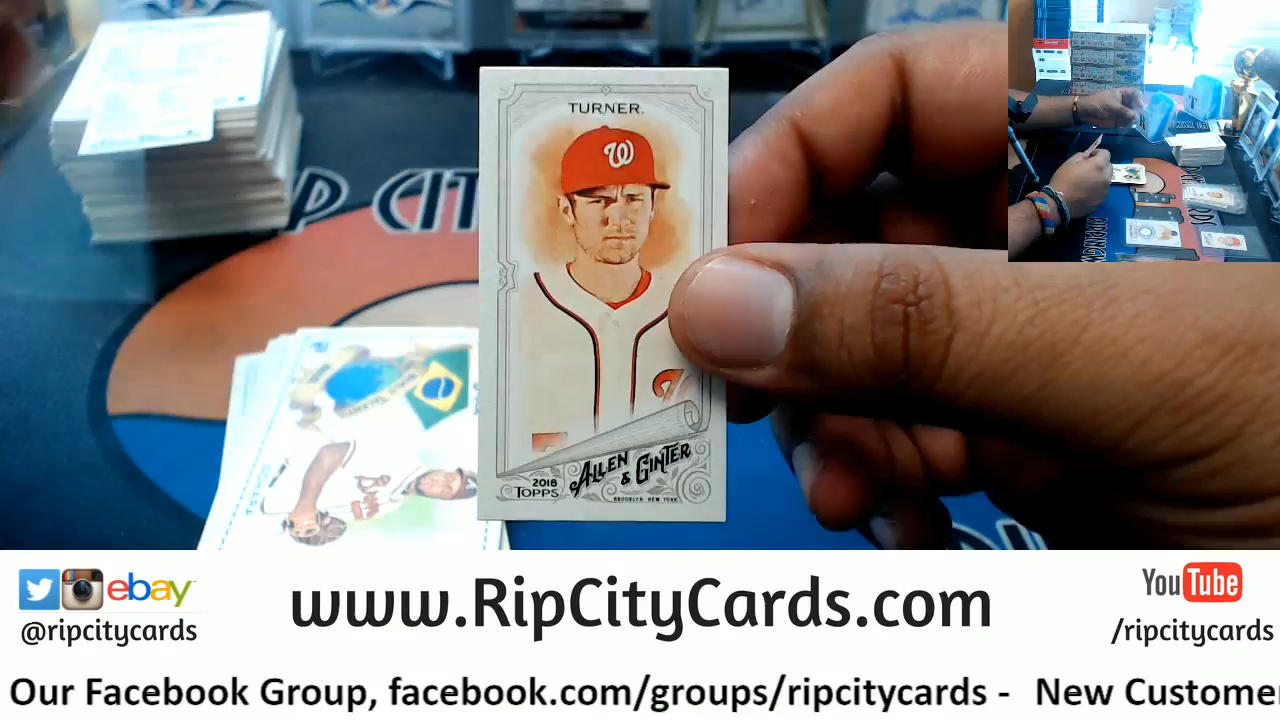 TURNER.
W
2018
TOPPS
ALLEN
& GINTER
BROOKLYN NEW YORK
P CIT
ebay
@ripcitycards
www.RipCityCards.com
YouTube
/ripcitycards
Our Facebook Group, facebook.com/groups/ripcitycards - New Custome